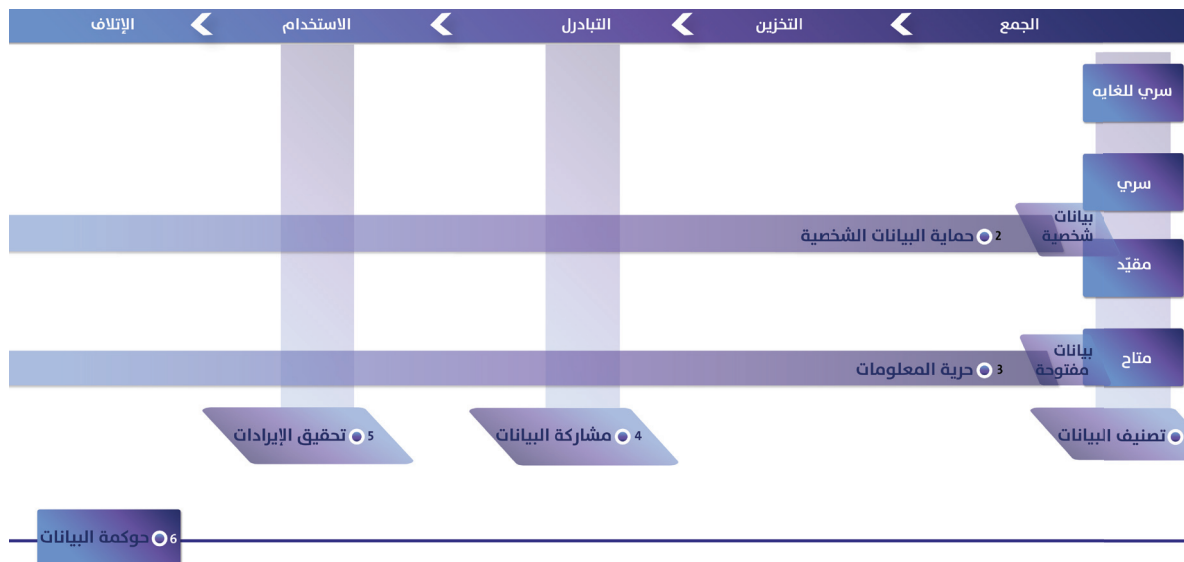 الجمع
التخزين
التبادرل
الاستخدام
الإتلاف
سري للغايه
سري
بيانات
شخصية
2 حماية البيانات الشخصية
مقيّد
متاح
بيانات
مفتوحة
3 حرية المعلومات
تصنيف البيانات
4 مشاركة البيانات
5 تحقيق الإيرادات
6 حوكمة البيانات